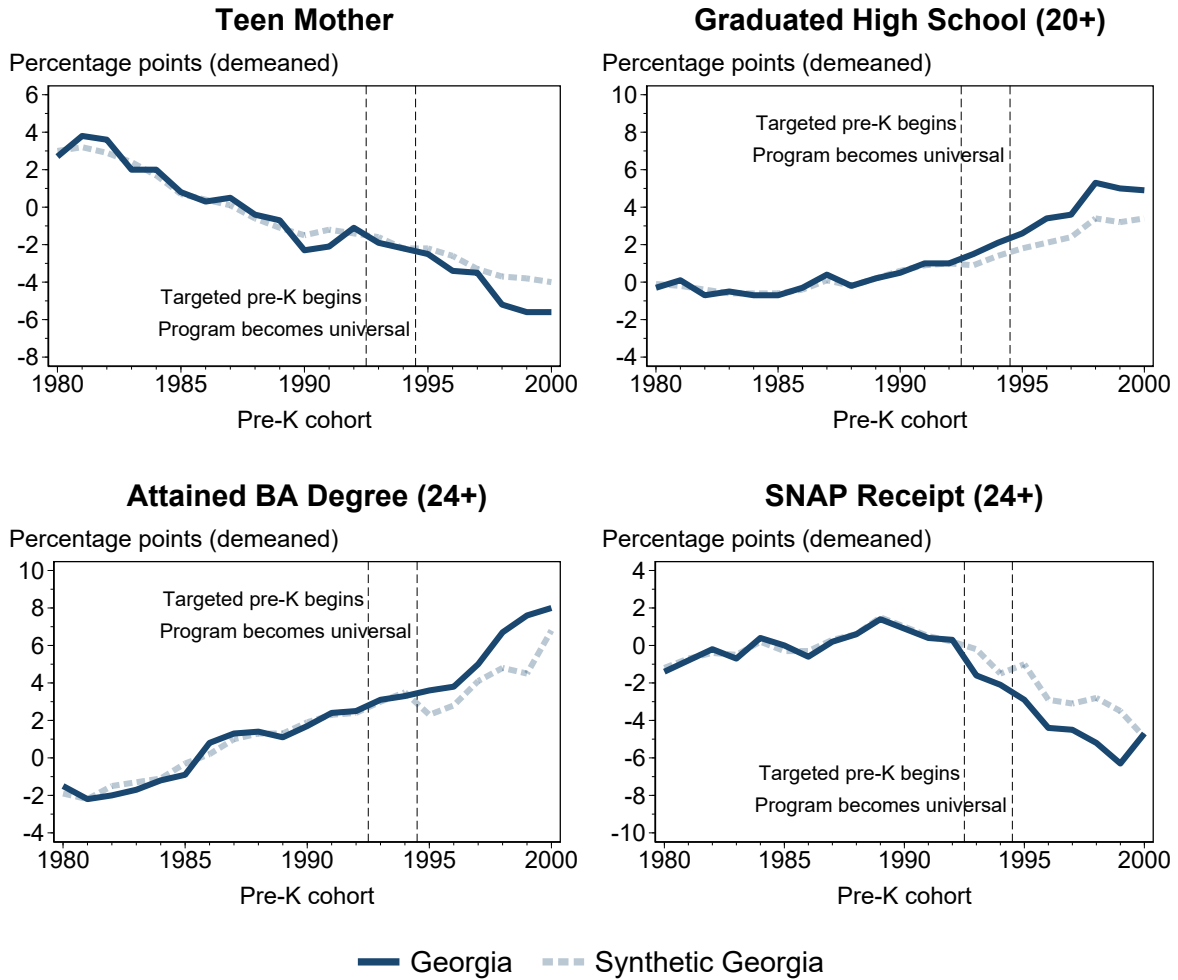 Teen Mother
Percentage points (demeaned)
6
4
2
0
-2
-4
-6
-8
Targeted pre-K begins
Program becomes universal
1980 1985 1990 1995 2000
Pre-K cohort
Graduated High School (20+)
Percentage points (demeaned)
10
8
6
4
2
0
-2
-4
Targeted pre-K begins
Program becomes universal
1980 1985 1990 1995 2000
Pre-K cohort
Attained BA Degree (24+)
Percentage points (demeaned)
10
8
6
4
2
0
-2
-4
Targeted pre-K begins
Program becomes universal
1980 1985 1990 1995 2000
Pre-K cohort
SNAP Receipt (24+)
Percentage points (demeaned)
4
2
0
-2
-4
-6
-8
-10
Targeted pre-K begins
Program becomes universal
1980 1985 1990 1995 2000
Pre-K cohort
Georgia Synthetic Georgia